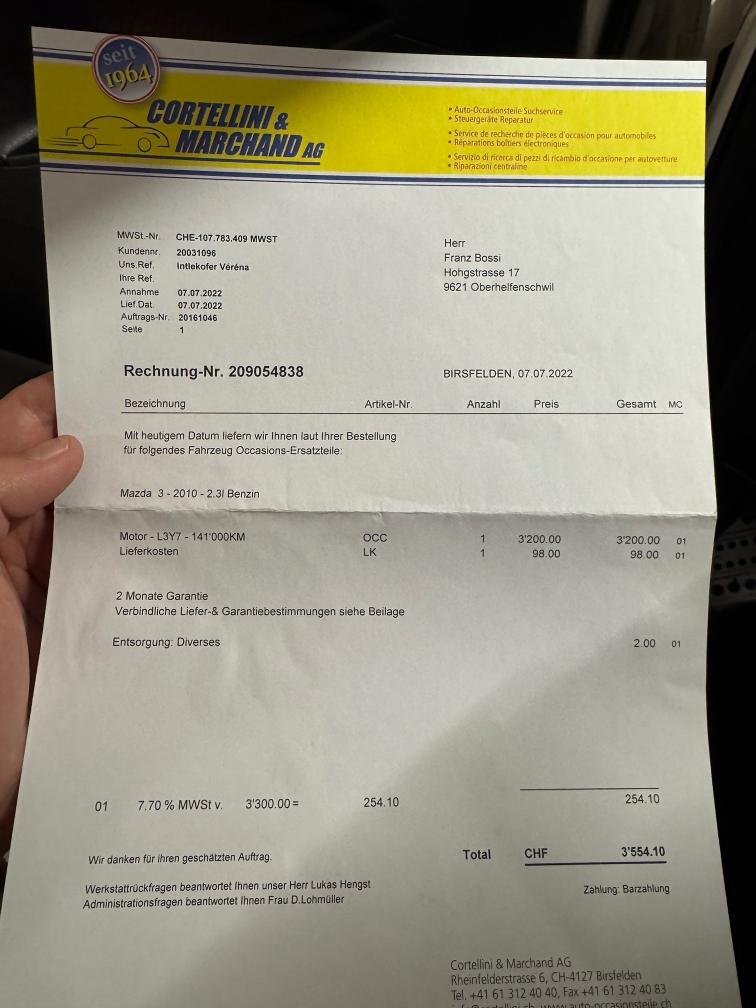 seit
1964
CORTELLINI &
MARCHAND AG
• Auto-Occasionsteile Suchservice
• Steuergeräte Reparatur
• Service de recherche de pièces d'occasion pour automobiles
• Réparations boîtiers électroniques
• Servizio di ricerca di pezzi di ricambio d'occasione per autovetture
• Riparazioni centraline
MWSt.-Nr. CHE-107.783.409 MWST
Kundennr. 20031096
Uns.Ref. Intlekofer Véréna
Ihre Ref.
Annahme 07.07.2022
Lief.Dat. 07.07.2022
Auftrags-Nr. 20161046
Seite 1
Herr
Franz Bossi
Hohgstrasse 17
9621 Oberhelfenschwil
Rechnung-Nr. 209054838 BIRSFELDEN, 07.07.2022
Bezeichnung Artikel-Nr. Anzahl Preis Gesamt MC
Mit heutigem Datum liefern wir Ihnen laut Ihrer Bestellung
für folgendes Fahrzeug Occasions-Ersatzteile:
Mazda 3 - 2010 - 2.3l Benzin
Motor - L3Y7 - 141'000KM OCC 1 3'200.00 3'200.00 01
Lieferkosten LK 1 98.00 98.00 01
2 Monate Garantie
Verbindliche Liefer-& Garantiebestimmungen siehe Beilage
Entsorgung: Diverses 2.00 01
01 7.70 % MWSt v. 3'300.00 = 254.10 254.10
Wir danken für ihren geschätzten Auftrag. Total CHF 3'554.10
Werkstattrückfragen beantwortet Ihnen unser Herr Lukas Hengst
Administrationsfragen beantwortet Ihnen Frau D.Lohmüller
Zahlung: Barzahlung
Cortellini & Marchand AG
Rheinfelderstrasse 6, CH-4127 Birsfelden
Tel. +41 61 312 40 40, Fax +41 61 312 40 83